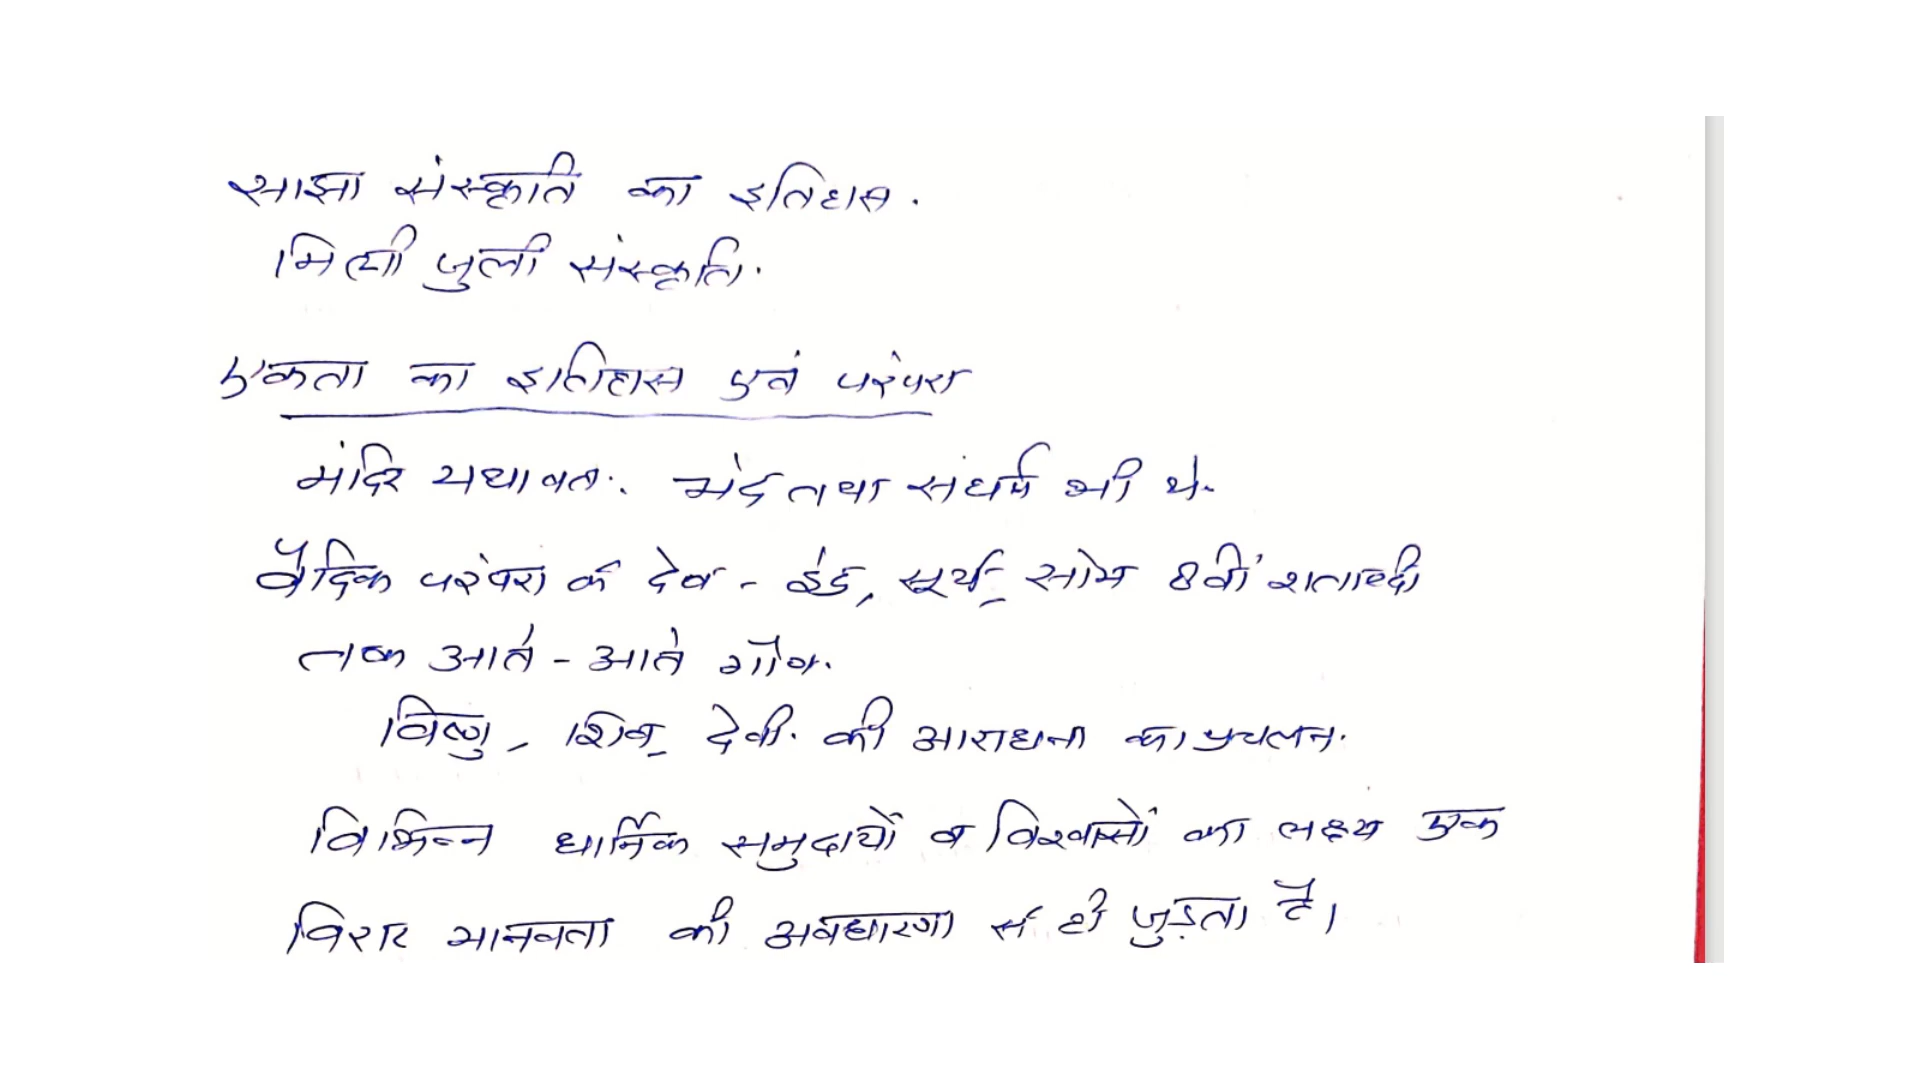 साझा संस्कृति का इतिहास.
मिली जुली संस्कृति.
एकता का इतिहास एवं परंपरा
मंदिर यथावत. भेद तथा संघर्ष भी थे.
वैदिक परंपरा के देव - इंद्र, सूर्य, सोम 8वीं शताब्दी
तक आते - आते गौण.
विष्णु, शिव, देवी. की आराधना का प्रचलन.
विभिन्न धार्मिक समुदायों व विश्वासों का लक्ष्य एक
विराट मानवता की अवधारणा से ही जुड़ता है।